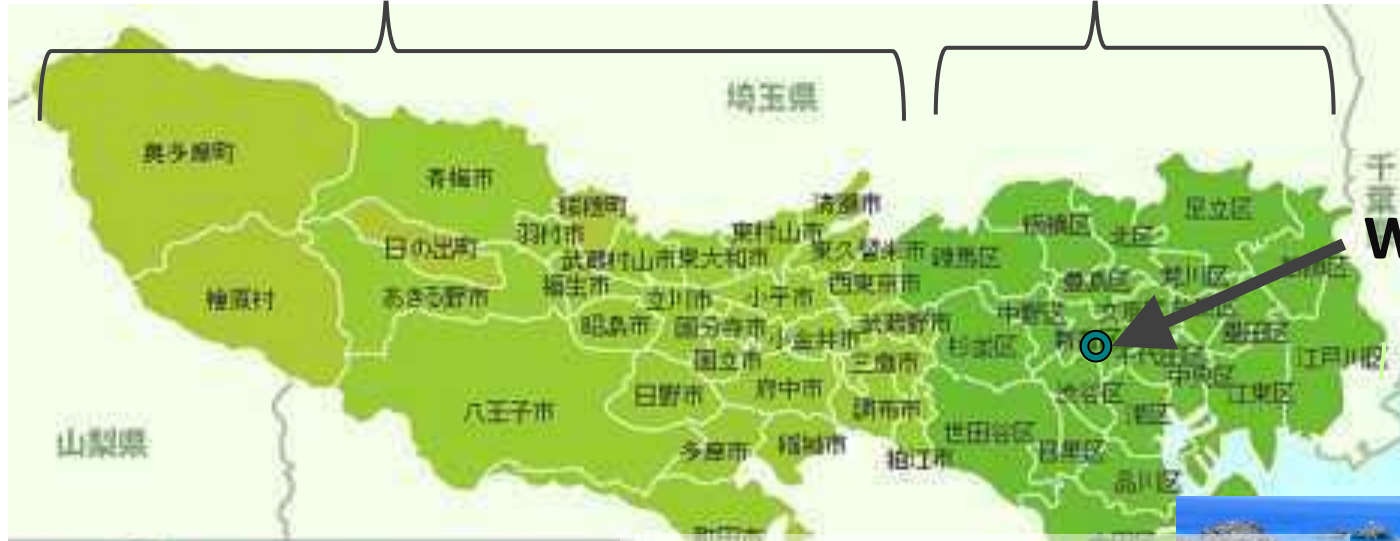 埼玉県
千葉
奥多摩町
青梅市
瑞穂町
清瀬市
足立区
板橋区
北区
羽村市
東村山市
日の出町
武蔵村山市
東大和市
東久留米市
練馬区
W
檜原村
あきる野市
福生市
立川市
小平市
西東京市
豊島区
荒川区
昭島市
国分寺市
小金井市
武蔵野市
中野区
杉並区
墨田区
国立市
三鷹市
千代田区
中央区
江戸川区
八王子市
日野市
府中市
調布市
渋谷区
港区
江東区
山梨県
多摩市
稲城市
狛江市
世田谷区
目黒区
品川区
町田市